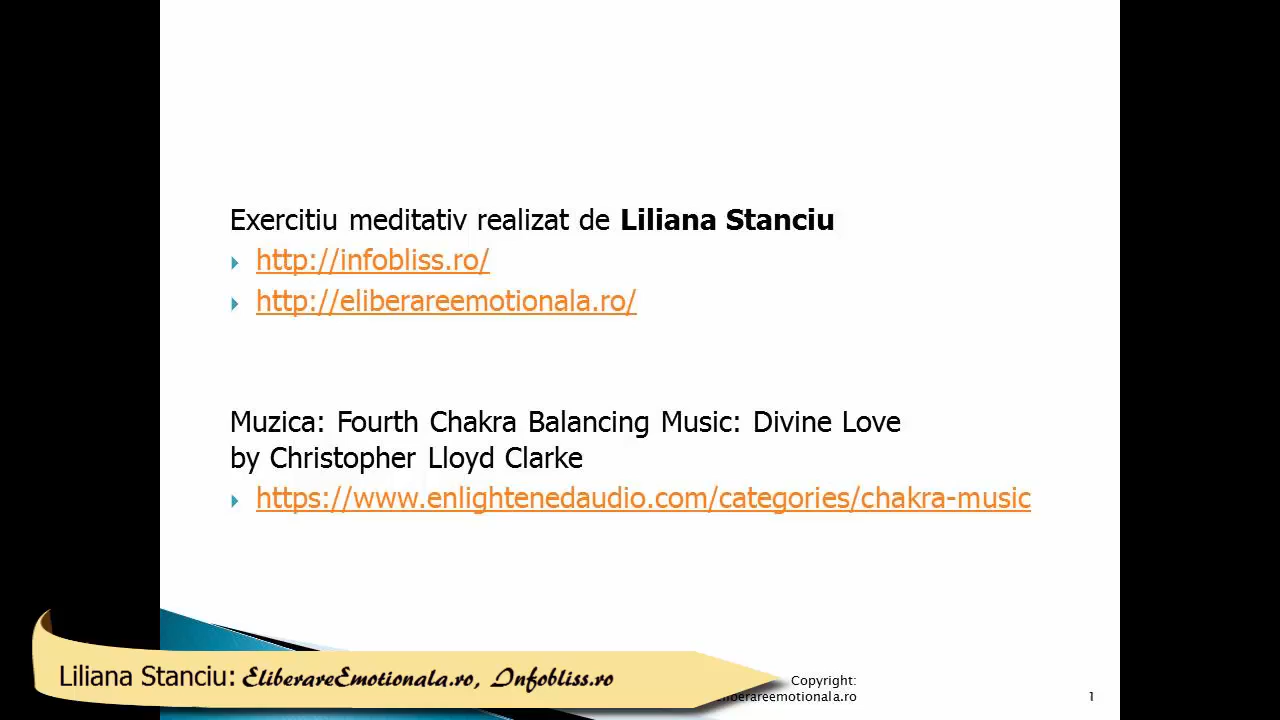 Exercitiu meditativ realizat de Liliana Stanciu
http://infobliss.ro/
http://eliberareemotionala.ro/
Muzica: Fourth Chakra Balancing Music: Divine Love
by Christopher Lloyd Clarke
https://www.enlightenedaudio.com/categories/chakra-music
Liliana Stanciu: EliberareEmotionala.ro, Infobliss.ro
Copyright:
liberareemotionala.ro
1